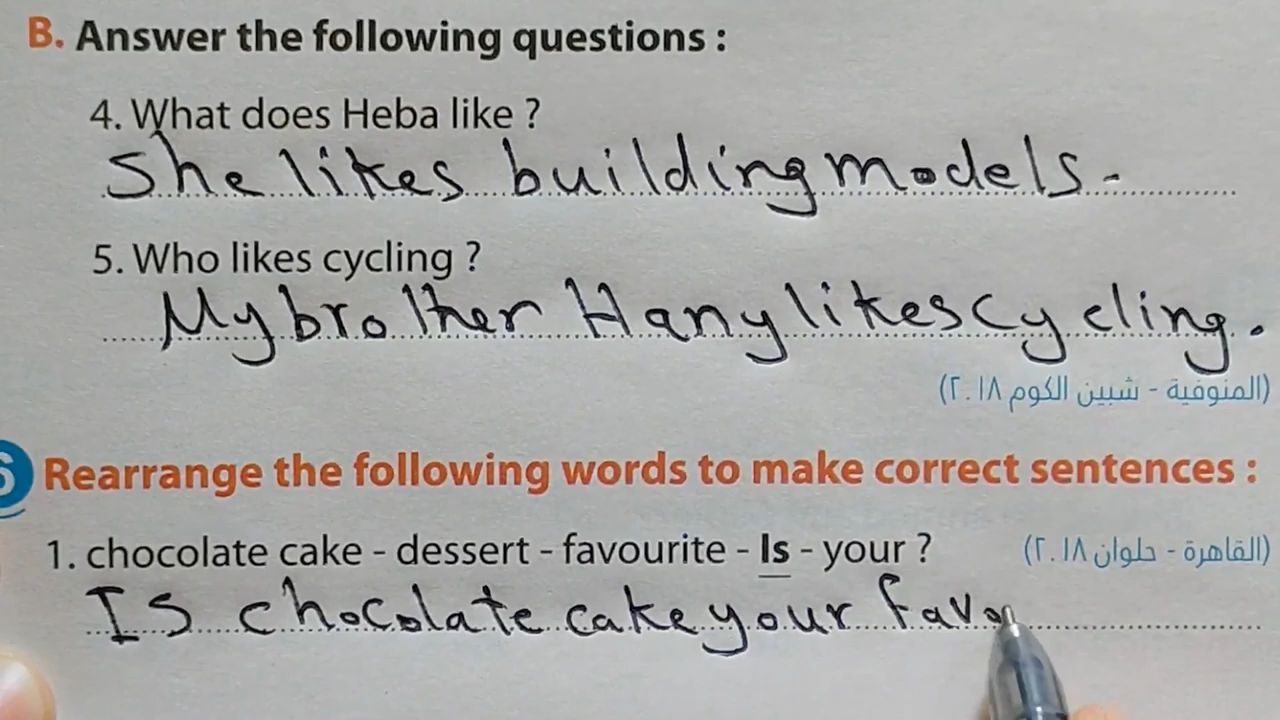 B. Answer the following questions :
4. What does Heba like ?
She likes building models.
5. Who likes cycling ?
My brother Hany likes cycling.
(المنوفية - شبين الكوم ٢٠١٨)
6 Rearrange the following words to make correct sentences :
1. chocolate cake - dessert - favourite - Is - your ? (القاهرة - حلوان ٢٠١٨)
Is chocolate cake your favo